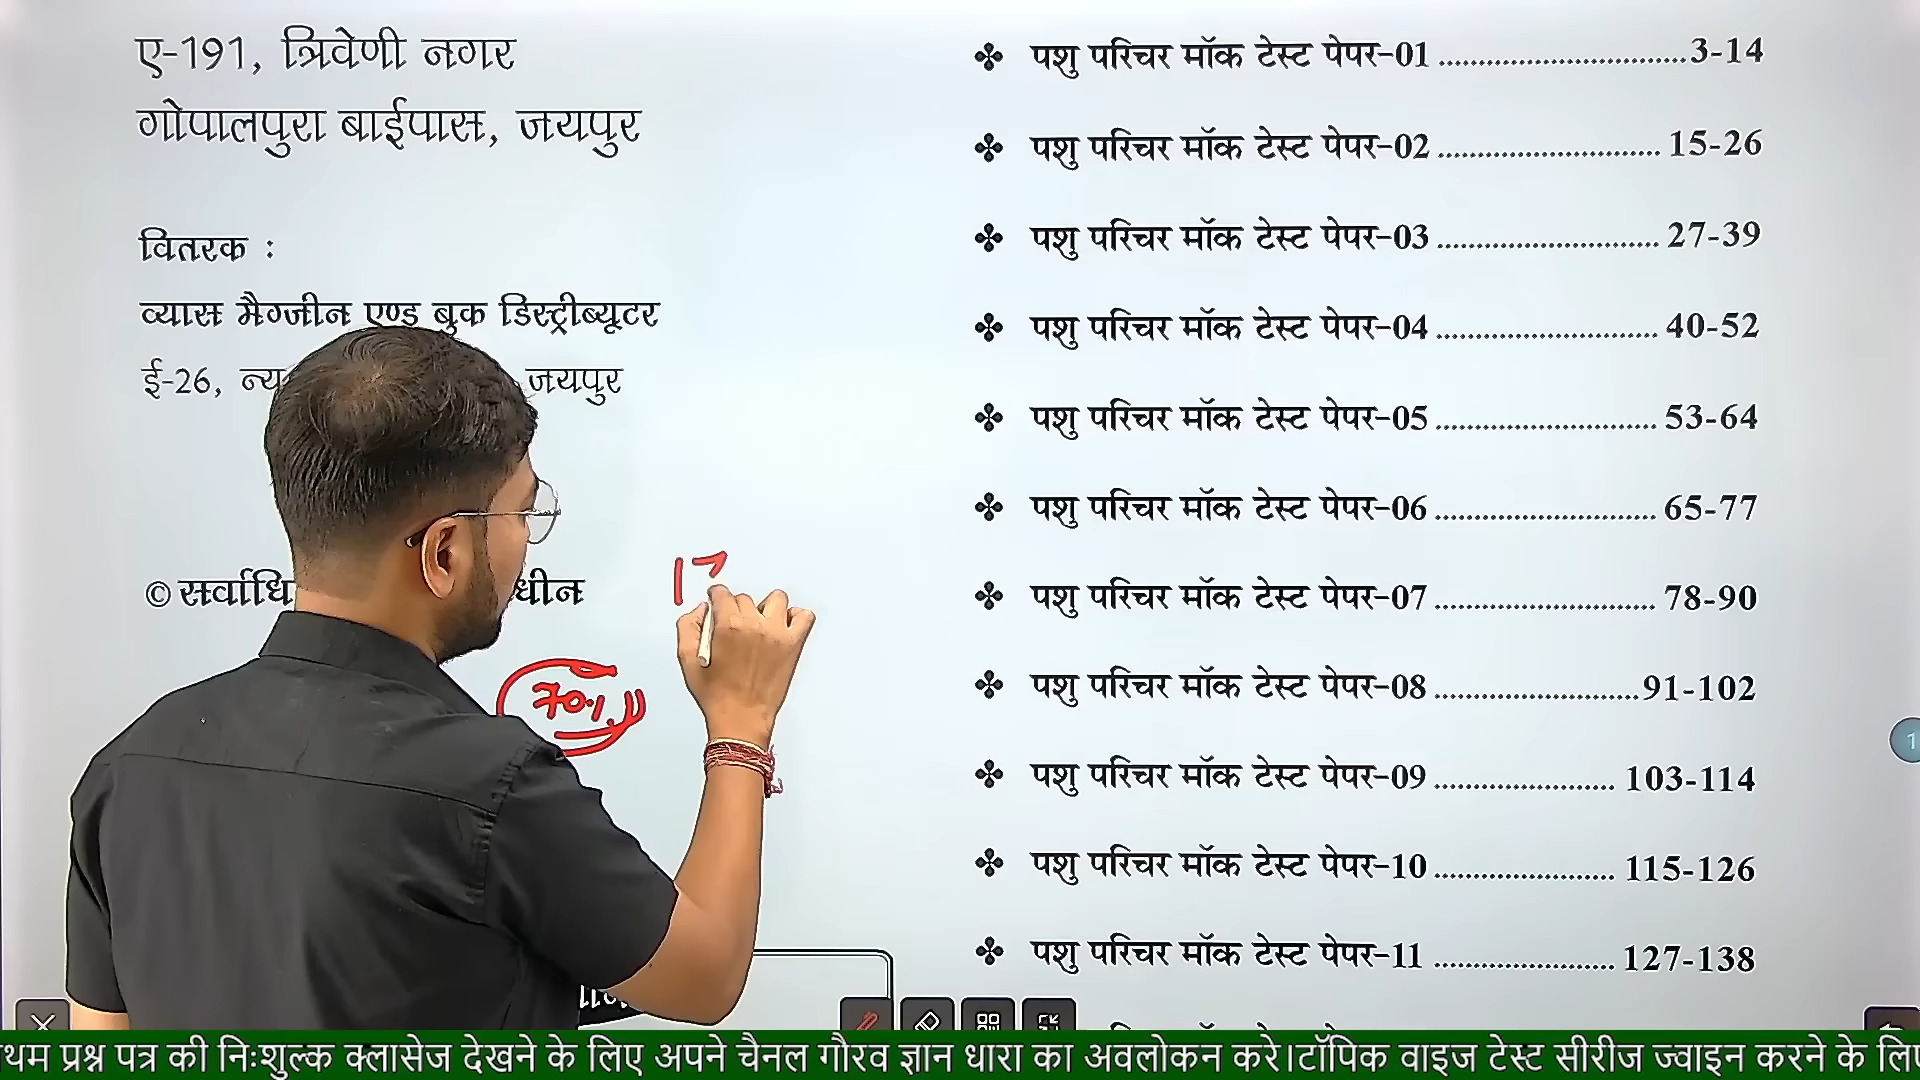 ए-191, त्रिवेणी नगर
गोपालपुरा बाईपास, जयपुर
वितरक :
व्यास मैग्जीन एण्ड बुक डिस्ट्रीब्यूटर
ई-26, जयपुर
©
70%
17
❖ पशु परिचर मॉक टेस्ट पेपर-01 ............................... 3-14
❖ पशु परिचर मॉक टेस्ट पेपर-02 ............................ 15-26
❖ पशु परिचर मॉक टेस्ट पेपर-03 ............................ 27-39
❖ पशु परिचर मॉक टेस्ट पेपर-04 ............................ 40-52
❖ पशु परिचर मॉक टेस्ट पेपर-05 ............................ 53-64
❖ पशु परिचर मॉक टेस्ट पेपर-06 ............................ 65-77
❖ पशु परिचर मॉक टेस्ट पेपर-07 ............................ 78-90
❖ पशु परिचर मॉक टेस्ट पेपर-08 .......................... 91-102
❖ पशु परिचर मॉक टेस्ट पेपर-09 ....................... 103-114
❖ पशु परिचर मॉक टेस्ट पेपर-10 ....................... 115-126
❖ पशु परिचर मॉक टेस्ट पेपर-11 ....................... 127-138
1
प्रश्न पत्र की निःशुल्क क्लासेज देखने के लिए अपने चैनल गौरव ज्ञान धारा का अवलोकन करे।टॉपिक वाइज टेस्ट सीरीज ज्वाइन करने के